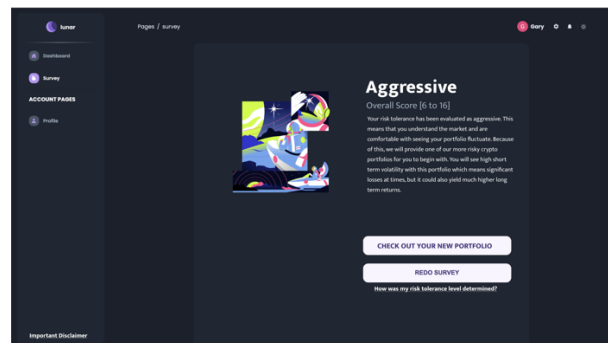 lunar
Pages / survey
G Gary
Dashboard
Survey
ACCOUNT PAGES
Profile
Aggressive
Overall Score [6 to 16]
Your risk tolerance has been evaluated as aggressive. This
means that you understand the market and are
comfortable with seeing your portfolio fluctuate. Because
of this, we will provide one of our more risky crypto
portfolios for you to begin with. You will see high short
term volatility with this portfolio which means significant
losses at times, but it could also yield much higher long
term returns.
CHECK OUT YOUR NEW PORTFOLIO
REDO SURVEY
How was my risk tolerance level determined?
Important Disclaimer